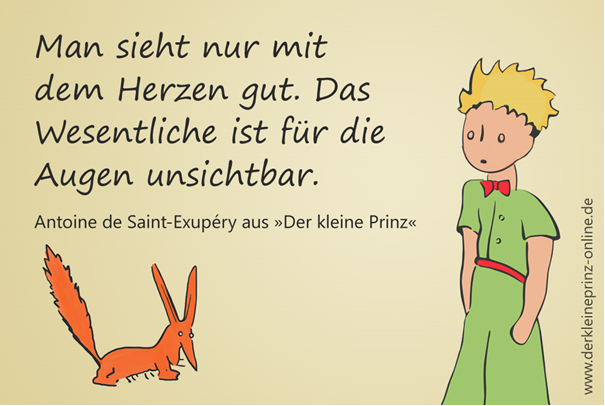 Man sieht nur mit
dem Herzen gut. Das
Wesentliche ist für die
Augen unsichtbar.
Antoine de Saint-Exupéry aus »Der kleine Prinz«
www.derkleineprinz-online.de